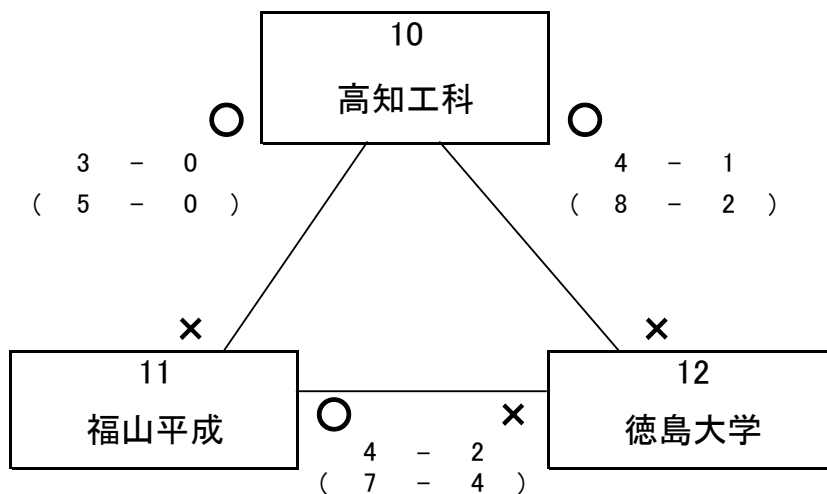 10
高知工科
○ ○
3 - 0
( 5 - 0 )
4 - 1
( 8 - 2 )
× ×
11
福山平成
12
徳島大学
○ ×
4 - 2
( 7 - 4 )